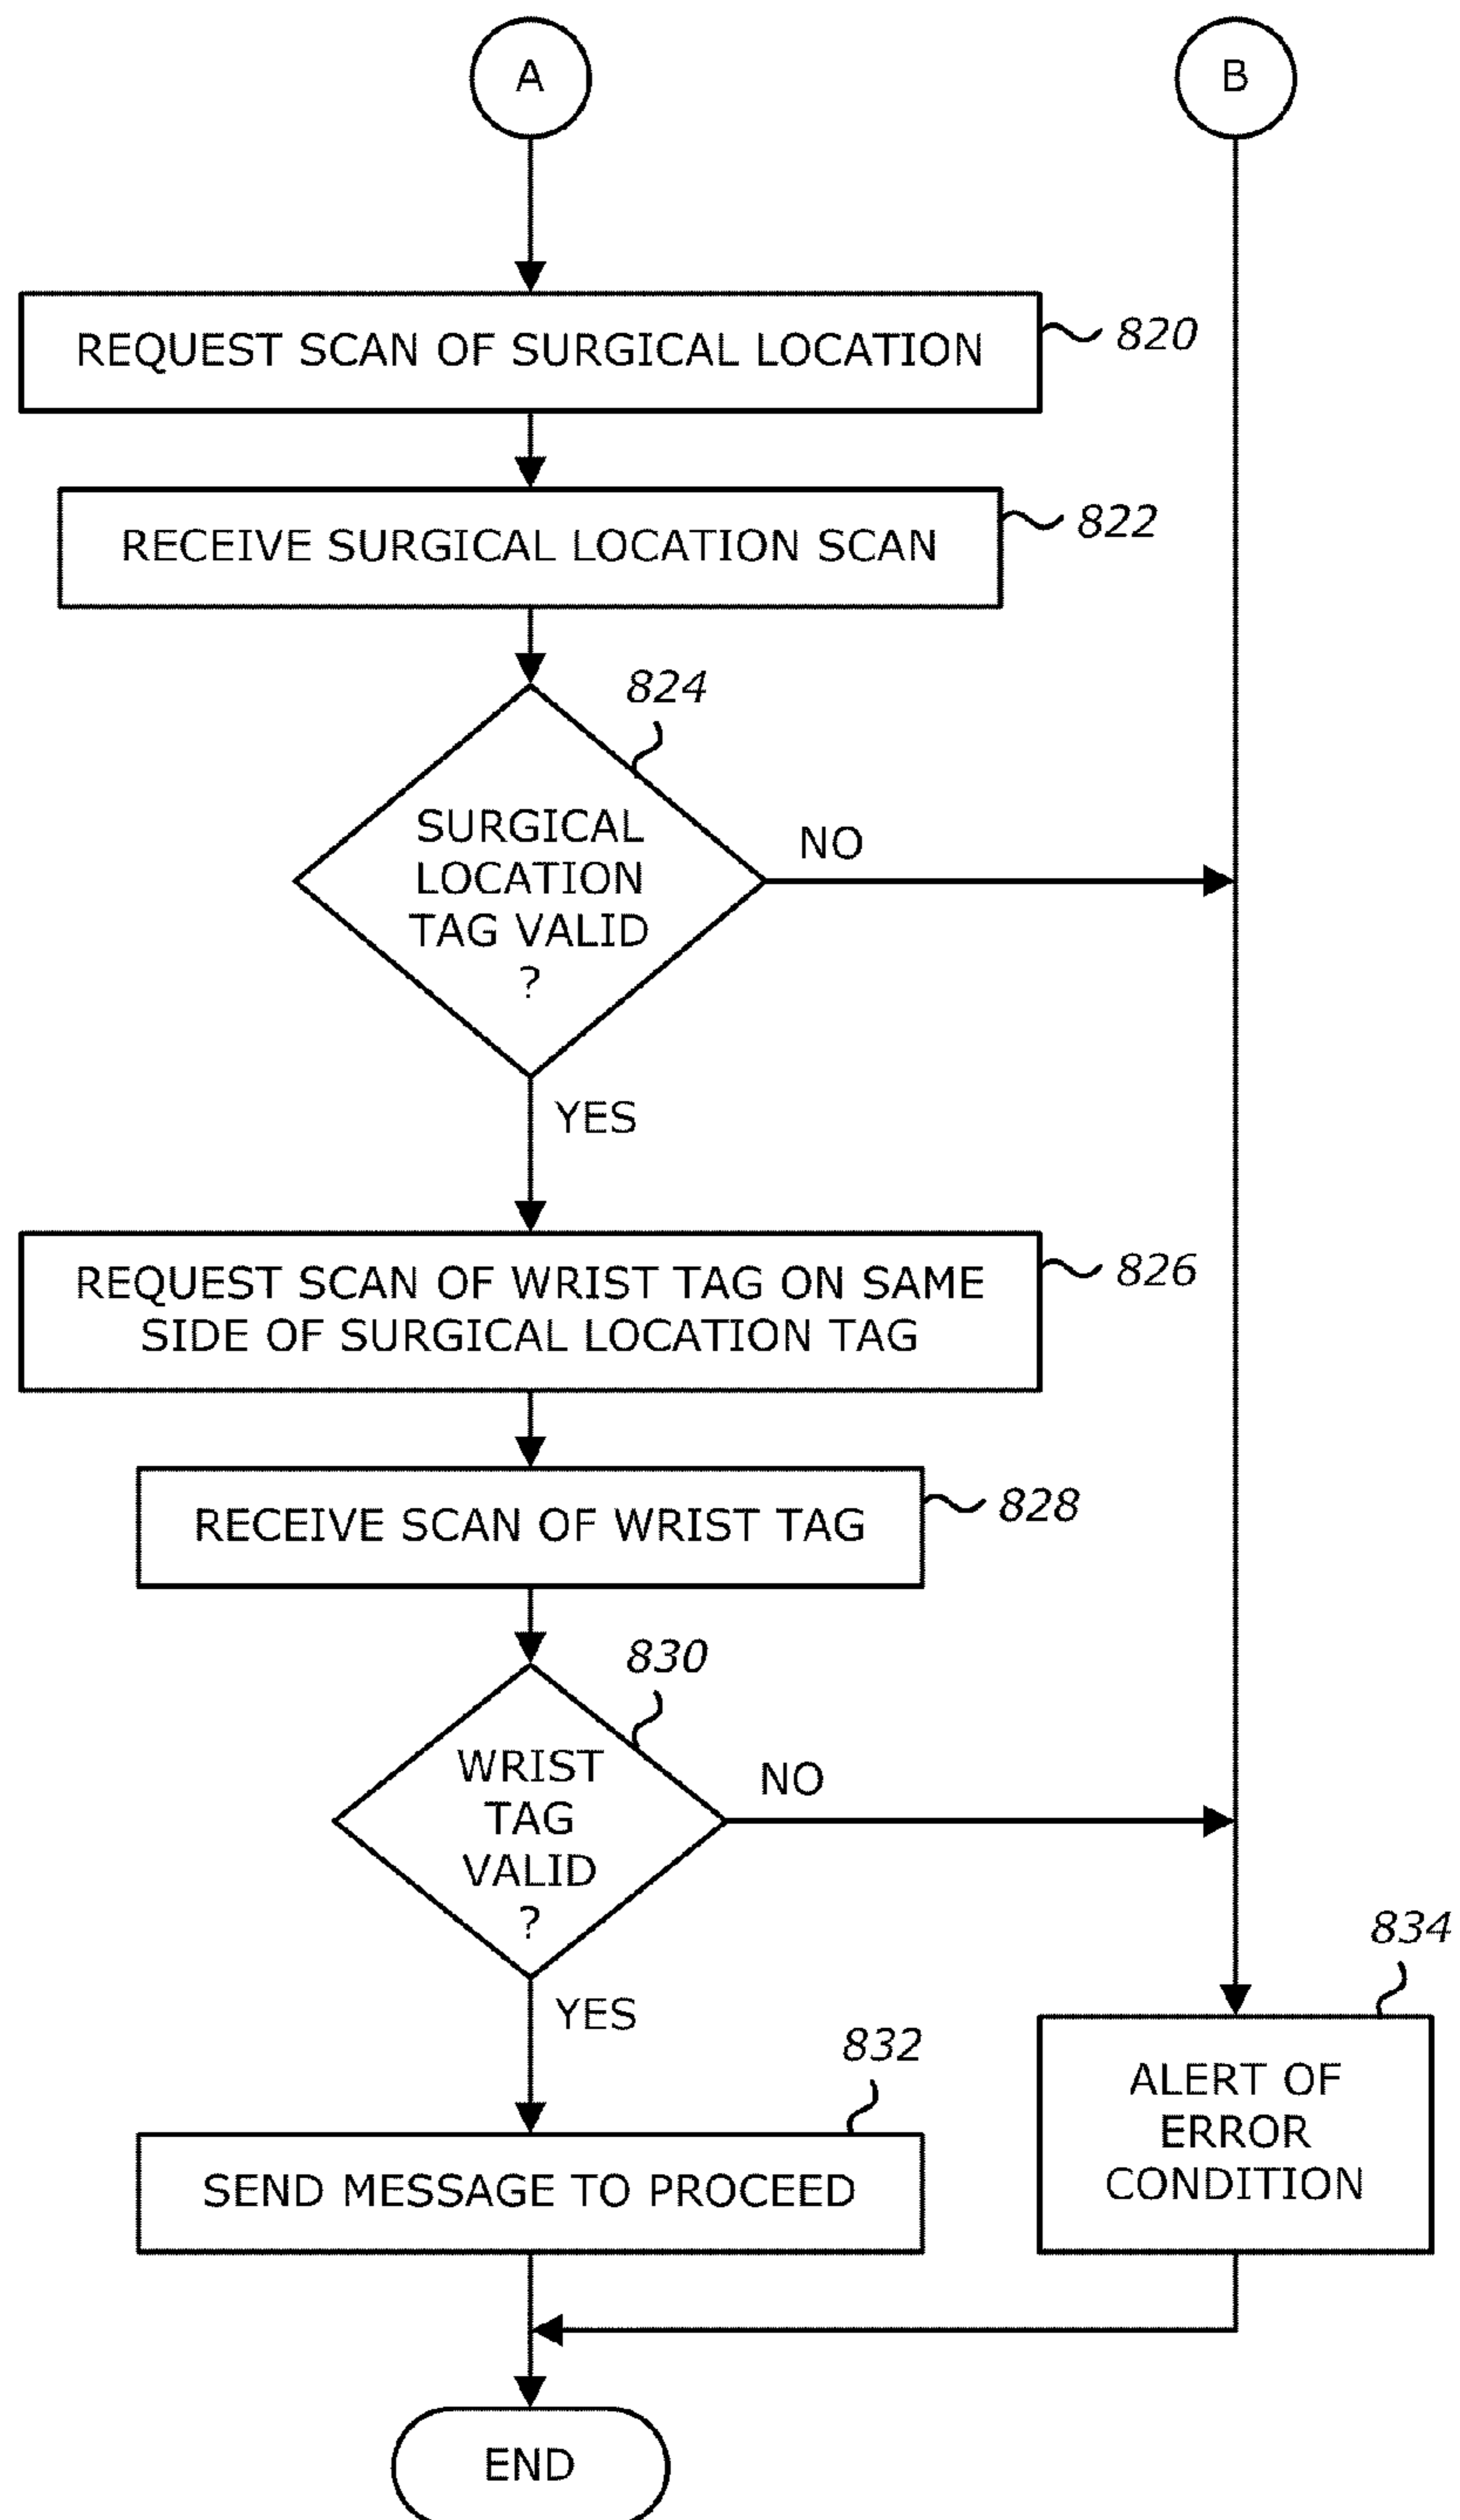 A
B
REQUEST SCAN OF SURGICAL LOCATION
820
RECEIVE SURGICAL LOCATION SCAN
822
824
SURGICAL
LOCATION
TAG VALID
?
NO
YES
REQUEST SCAN OF WRIST TAG ON SAME
SIDE OF SURGICAL LOCATION TAG
826
RECEIVE SCAN OF WRIST TAG
828
830
WRIST
TAG
VALID
?
NO
YES
832
SEND MESSAGE TO PROCEED
834
ALERT OF
ERROR
CONDITION
END